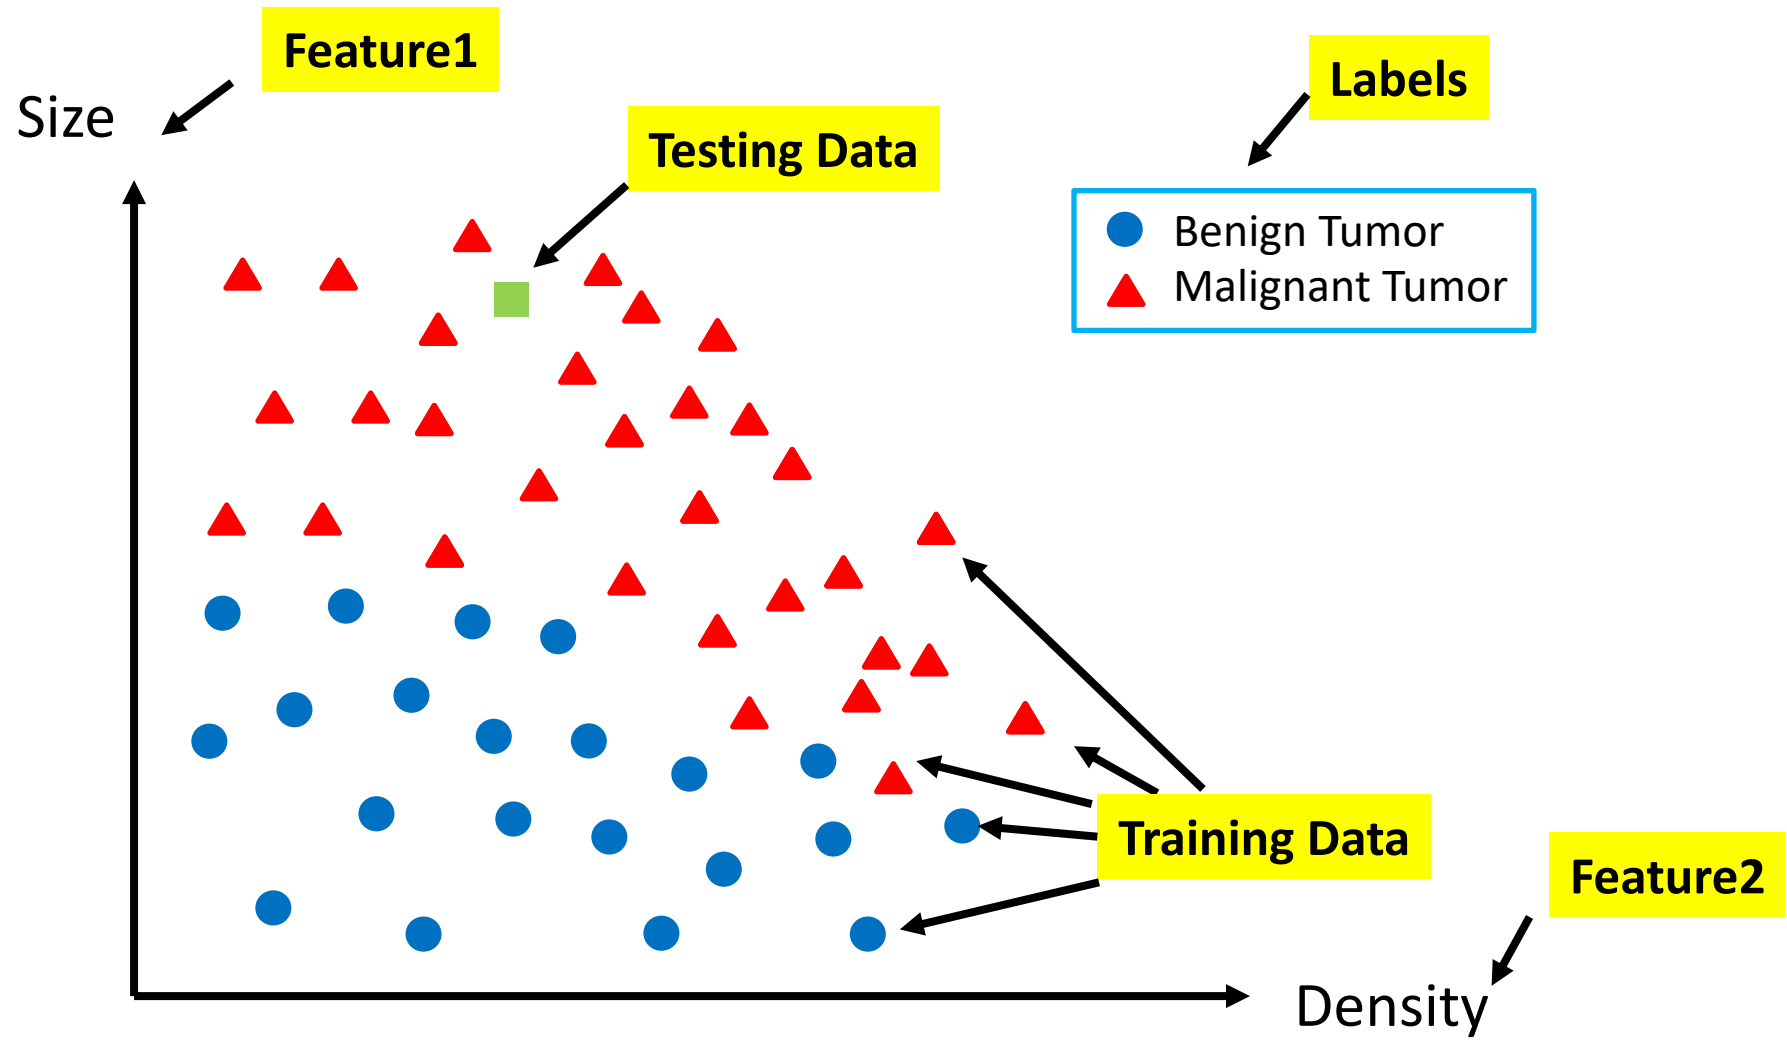 Feature1
Labels
Size
Testing Data
Benign Tumor
Malignant Tumor
Training Data
Feature2
Density